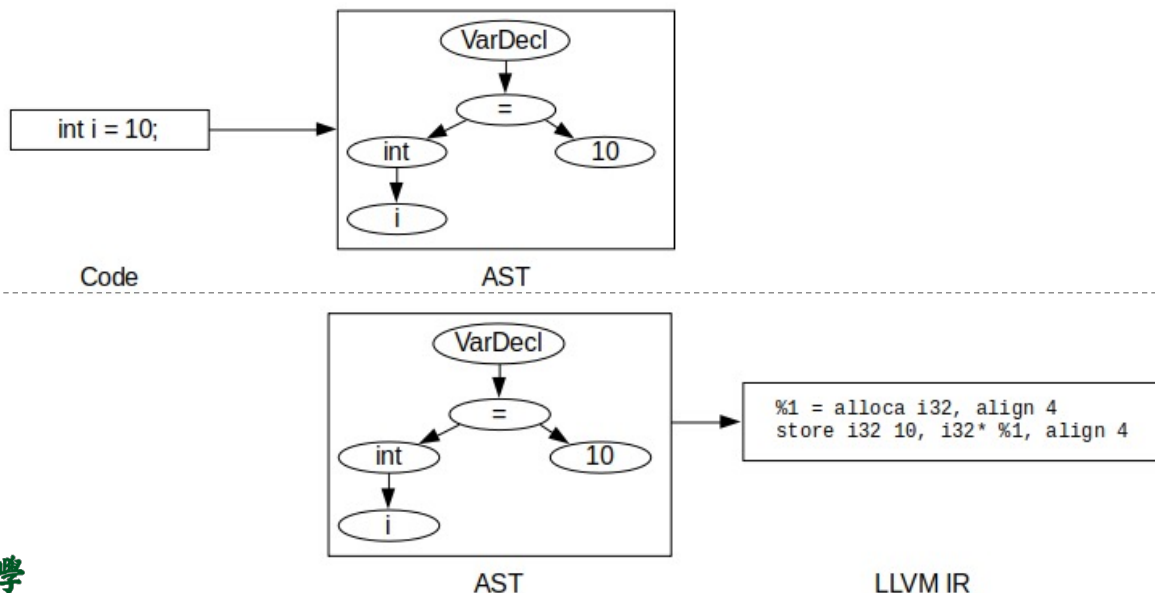 VarDecl
=
int i = 10;
int
10
i
Code
AST
VarDecl
=
%1 = alloca i32, align 4
store i32 10, i32* %1, align 4
int
10
i
學
AST
LLVM IR